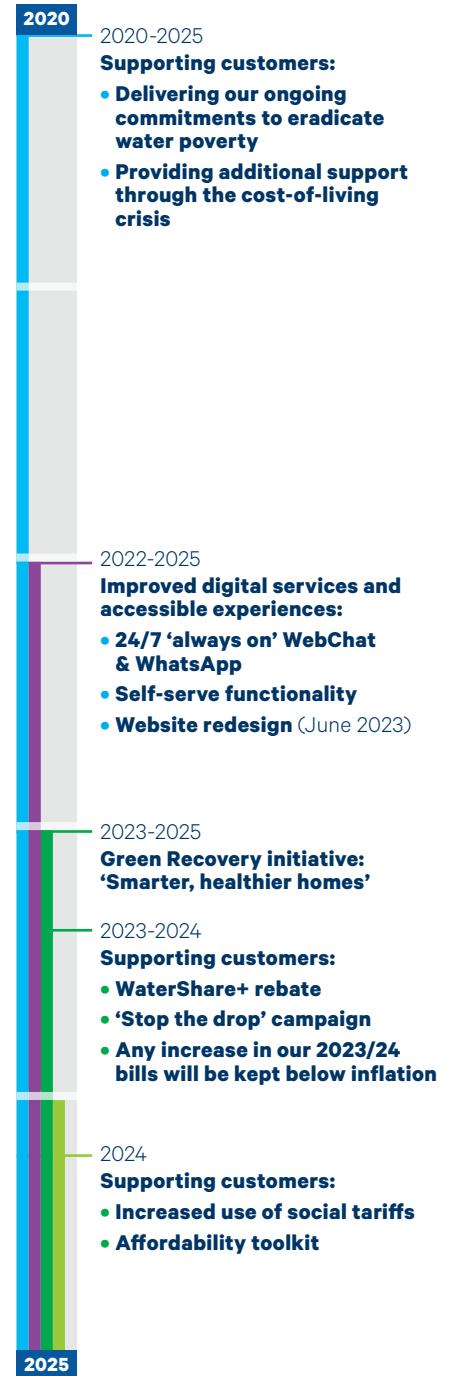 2020
2020-2025
Supporting customers:
• Delivering our ongoing
commitments to eradicate
water poverty
• Providing additional support
through the cost-of-living
crisis
2022-2025
Improved digital services and
accessible experiences:
• 24/7 ‘always on’ WebChat
& WhatsApp
• Self-serve functionality
• Website redesign (June 2023)
2023-2025
Green Recovery initiative:
‘Smarter, healthier homes’
2023-2024
Supporting customers:
• WaterShare+ rebate
• ‘Stop the drop’ campaign
• Any increase in our 2023/24
bills will be kept below inflation
2024
Supporting customers:
• Increased use of social tariffs
• Affordability toolkit
2025